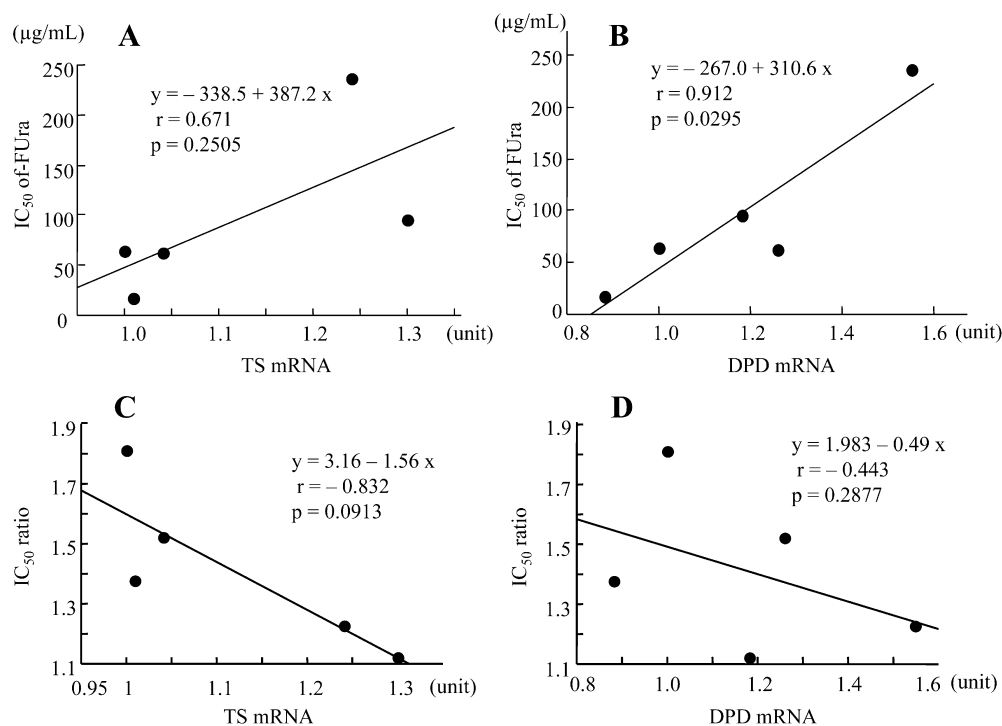 (µg/mL)
A
250
200
150
100
50
0
IC50 of-FUra
y = – 338.5 + 387.2 x
r = 0.671
p = 0.2505
1.0
1.1
1.2
1.3
(unit)
TS mRNA
(µg/mL)
B
250
200
150
100
50
0
IC50 of FUra
y = – 267.0 + 310.6 x
r = 0.912
p = 0.0295
0.8
1.0
1.2
1.4
1.6
(unit)
DPD mRNA
C
1.9
1.7
1.5
1.3
1.1
IC50 ratio
y = 3.16 – 1.56 x
r = – 0.832
p = 0.0913
0.95
1
1.1
1.2
1.3
(unit)
TS mRNA
D
1.9
1.7
1.5
1.3
1.1
IC50 ratio
y = 1.983 – 0.49 x
r = – 0.443
p = 0.2877
0.8
1.0
1.2
1.4
1.6
(unit)
DPD mRNA